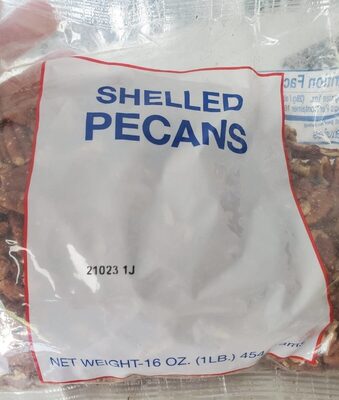 SHELLED
PECANS
21023 1J
NET WEIGHT-16 OZ. (1LB.) 454